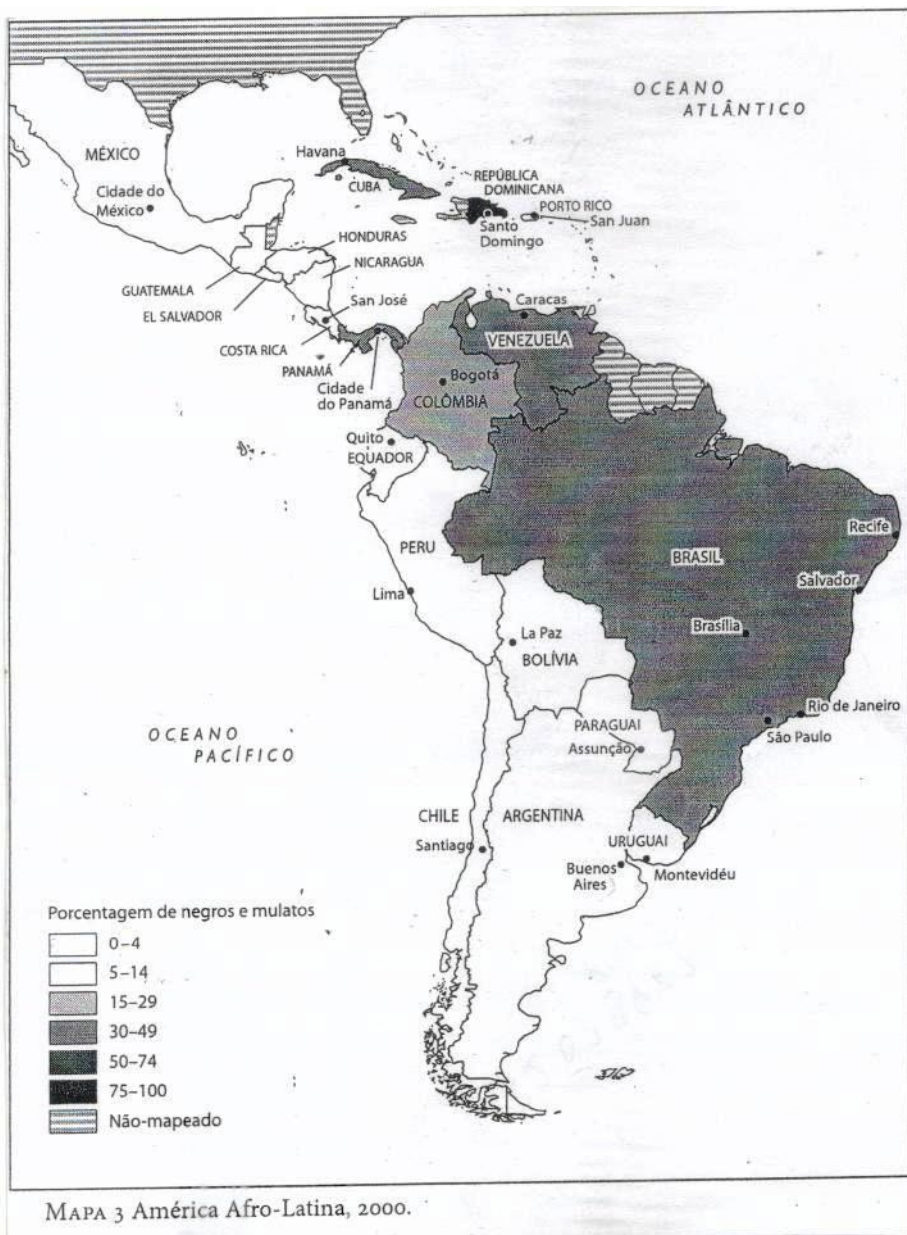 OCEANO
ATLÂNTICO
MÉXICO
Cidade do
México
Havana
CUBA
REPÚBLICA
DOMINICANA
PORTO RICO
San Juan
Santo
Domingo
HONDURAS
NICARAGUA
GUATEMALA
EL SALVADOR
San José
COSTA RICA
PANAMÁ
Cidade
do Panamá
Caracas
VENEZUELA
Bogotá
COLÔMBIA
Quito
EQUADOR
PERU
Lima
BRASIL
Recife
Salvador
Brasília
La Paz
BOLÍVIA
Rio de Janeiro
São Paulo
PARAGUAI
Assunção
OCEANO
PACÍFICO
CHILE
ARGENTINA
Santiago
URUGUAI
Buenos
Aires
Montevidéu
Porcentagem de negros e mulatos
0–4
5–14
15–29
30–49
50–74
75–100
Não-mapeado
MAPA 3 América Afro-Latina, 2000.